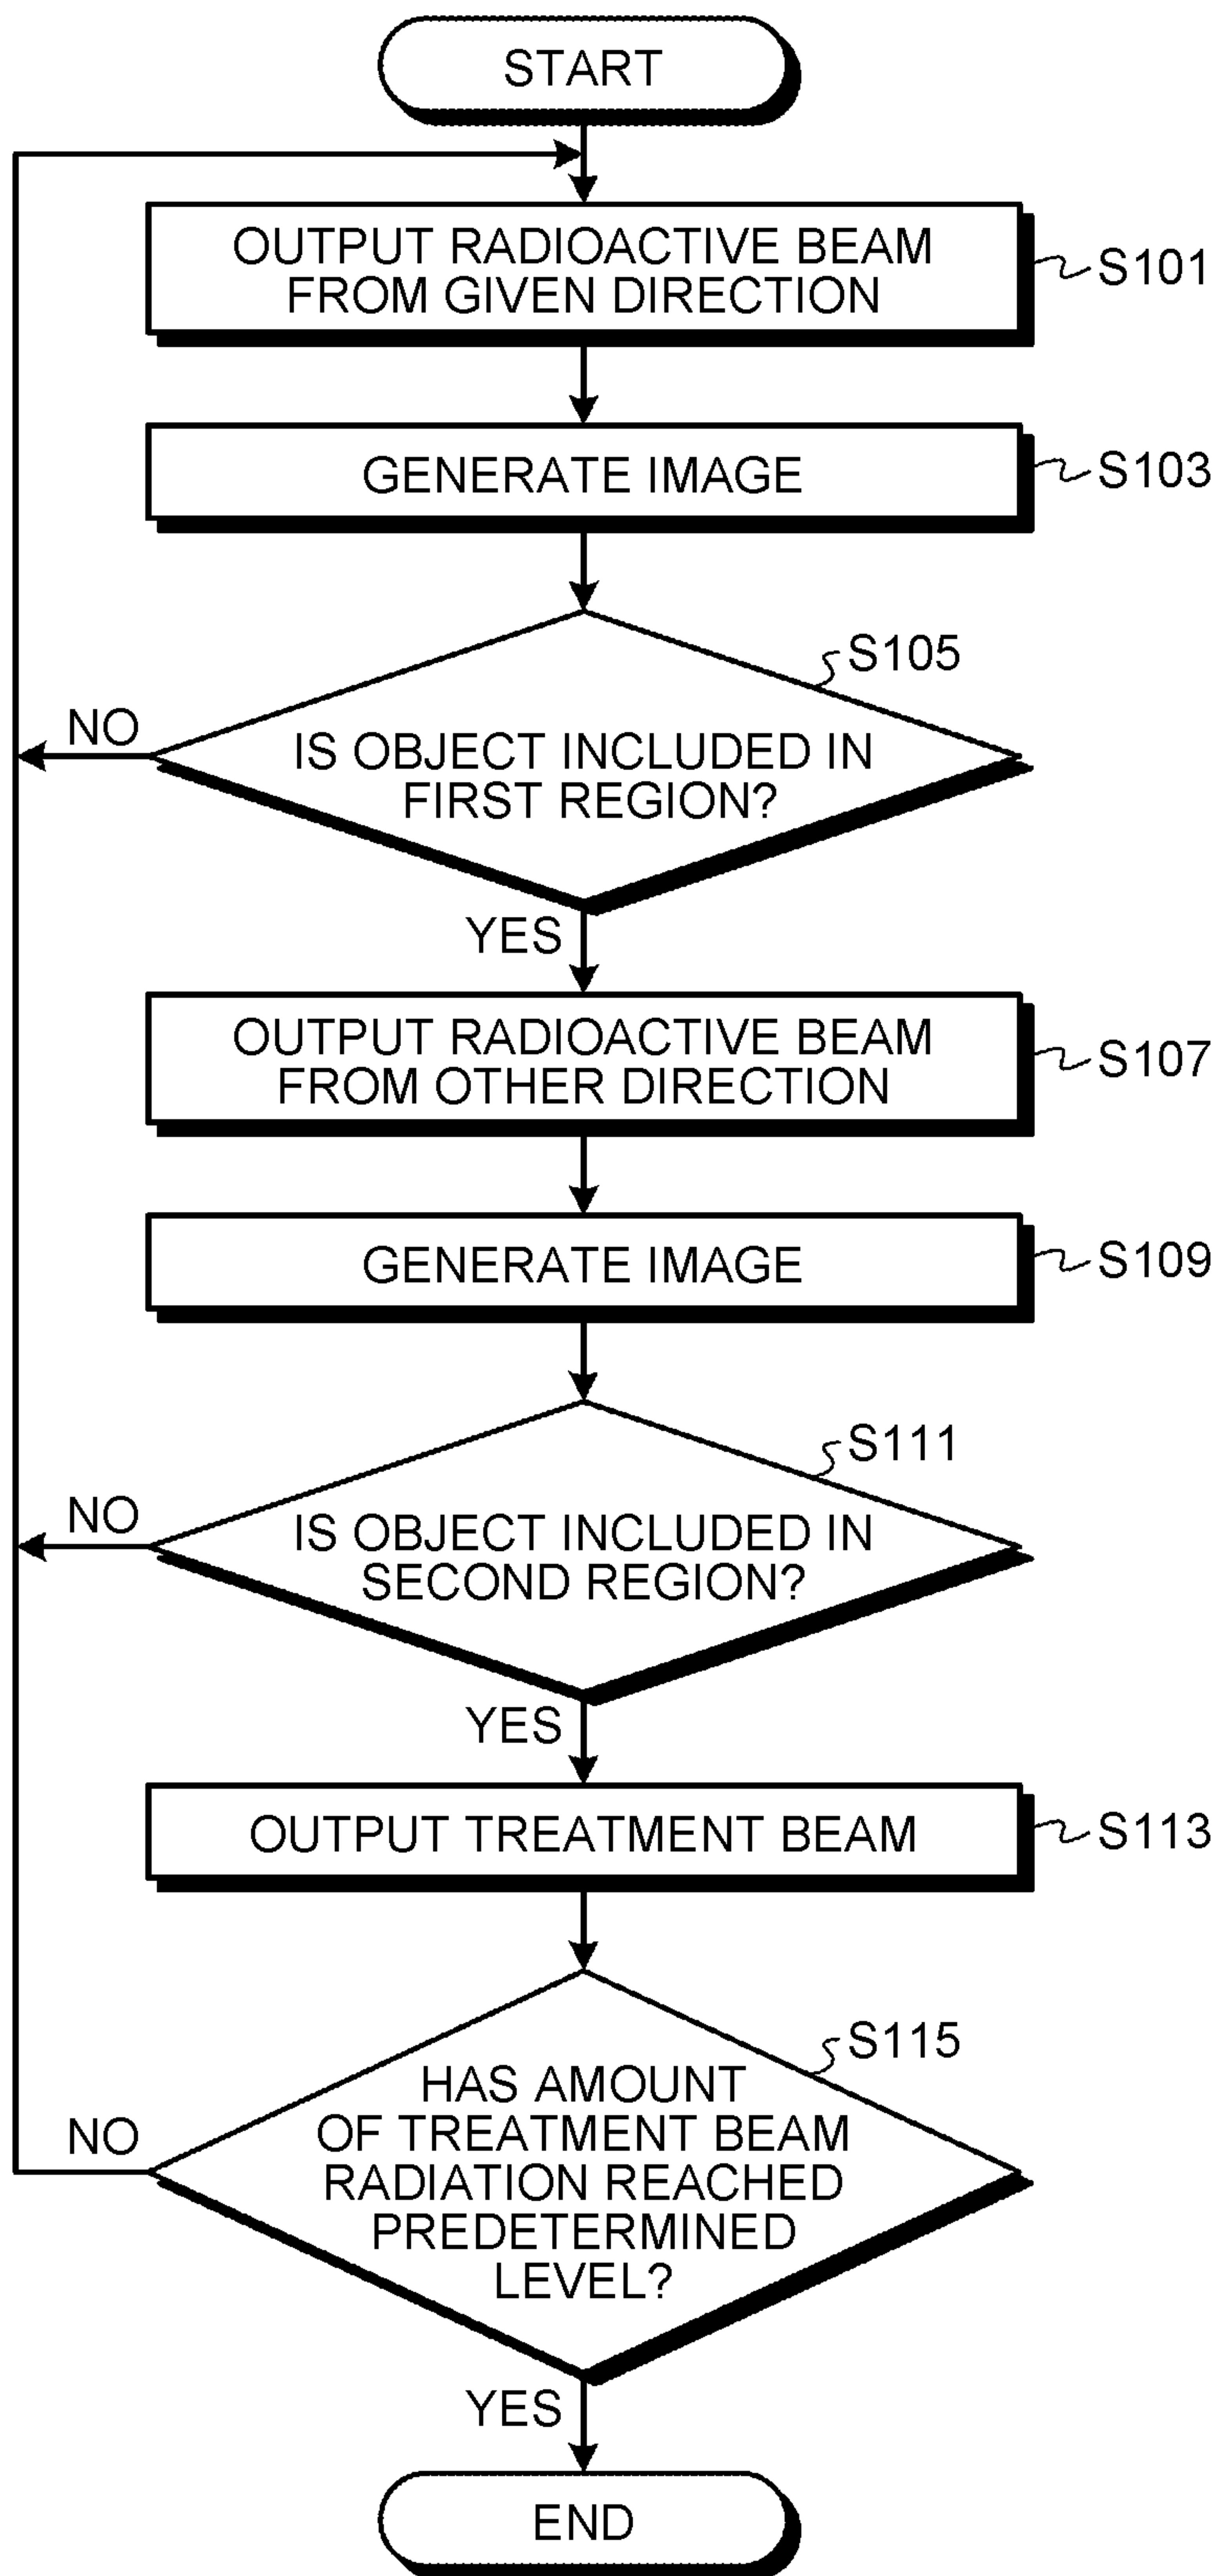 START
OUTPUT RADIOACTIVE BEAM
FROM GIVEN DIRECTION
S101
GENERATE IMAGE
S103
S105
NO
IS OBJECT INCLUDED IN
FIRST REGION?
YES
OUTPUT RADIOACTIVE BEAM
FROM OTHER DIRECTION
S107
GENERATE IMAGE
S109
S111
NO
IS OBJECT INCLUDED IN
SECOND REGION?
YES
OUTPUT TREATMENT BEAM
S113
S115
NO
HAS AMOUNT
OF TREATMENT BEAM
RADIATION REACHED
PREDETERMINED
LEVEL?
YES
END